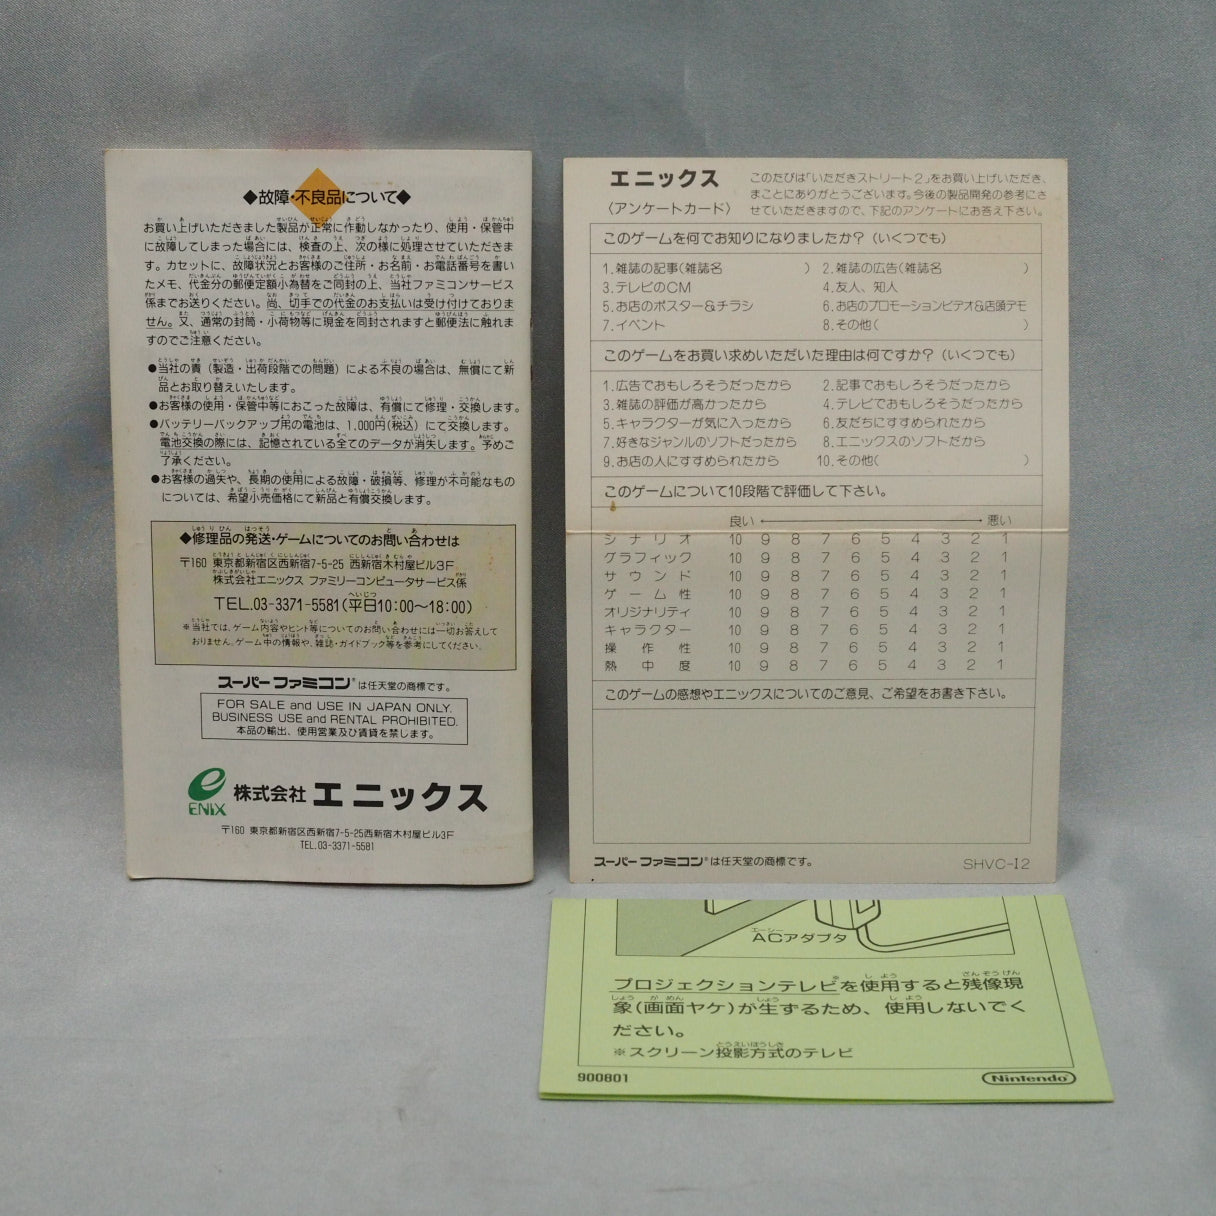 ◆故障・不良品について◆
お買い上げいただきました製品が正常に作動しなかったり、使用・保管中
に故障してしまった場合には、検査の上、次の様に処理させていただきま
す。カセットに、故障状況とお客様のご住所・お名前・お電話番号を書い
たメモ、代金分の郵便定額小為替をご同封の上、当社ファミコンサービス
係までお送りください。尚、切手での代金のお支払いは受け付けておりま
せん。又、通常の封筒・小荷物等に現金を同封されますと郵便法に触れま
すのでご注意ください。
●当社の責（製造・出荷段階での問題）による不良の場合は、無償にて新
品とお取り替えいたします。
●お客様の使用・保管中等におこった故障は、有償にて修理・交換します。
●バッテリーバックアップ用の電池は、1,000円(税込）にて交換します。
電池交換の際には、記憶されている全てのデータが消失します。予めご
了承ください。
●お客様の過失や、長期の使用による故障・破損等、修理が不可能なもの
については、希望小売価格にて新品と有償交換します。
◆修理品の発送・ゲームについてのお問い合わせは
〒160 東京都新宿区西新宿7-5-25 西新宿木村屋ビル3F
株式会社エニックス ファミリーコンピュータサービス係
TEL.03-3371-5581(平日10:00〜18:00)
※当社では、ゲーム内容やヒント等についてのお問い合わせには一切お答えして
おりません。ゲーム中の情報や、雑誌・ガイドブック等を参考にしてください。
スーパーファミコン®は任天堂の商標です。
FOR SALE and USE IN JAPAN ONLY.
BUSINESS USE and RENTAL PROHIBITED.
本品の輸出、使用営業及び賃貸を禁じます。
e ENIX 株式会社 エニックス
〒160 東京都新宿区西新宿7-5-25西新宿木村屋ビル3F
TEL.03-3371-5581
エニックス
〈アンケートカード〉
このたびは「いただきストリート2」をお買い上げいただき、
まことにありがとうございます。今後の製品開発の参考にさ
せていただきますので、下記のアンケートにお答え下さい。
このゲームを何でお知りになりましたか？(いくつでも)
1.雑誌の記事(雑誌名 ) 2.雑誌の広告(雑誌名 )
3.テレビのCM 4.友人、知人
5.お店のポスター＆チラシ 6.お店のプロモーションビデオ＆店頭デモ
7.イベント 8.その他( )
このゲームをお買い求めいただいた理由は何ですか？(いくつでも)
1.広告でおもしろそうだったから 2.記事でおもしろそうだったから
3.雑誌の評価が高かったから 4.テレビでおもしろそうだったから
5.キャラクターが気に入ったから 6.友だちにすすめられたから
7.好きなジャンルのソフトだったから 8.エニックスのソフトだから
9.お店の人にすすめられたから 10.その他( )
このゲームについて10段階で評価して下さい。
良い 悪い
シナリオ 10 9 8 7 6 5 4 3 2 1
グラフィック 10 9 8 7 6 5 4 3 2 1
サウンド 10 9 8 7 6 5 4 3 2 1
ゲーム性 10 9 8 7 6 5 4 3 2 1
オリジナリティ 10 9 8 7 6 5 4 3 2 1
キャラクター 10 9 8 7 6 5 4 3 2 1
操作性 10 9 8 7 6 5 4 3 2 1
熱中度 10 9 8 7 6 5 4 3 2 1
このゲームの感想やエニックスについてのご意見、ご希望をお書き下さい。
スーパーファミコン®は任天堂の商標です。
SHVC-I2
ACアダプタ
プロジェクションテレビ※を使用すると残像現
象(画面ヤケ)が生ずるため、使用しないでく
ださい。
※スクリーン投影方式のテレビ
900801
Nintendo